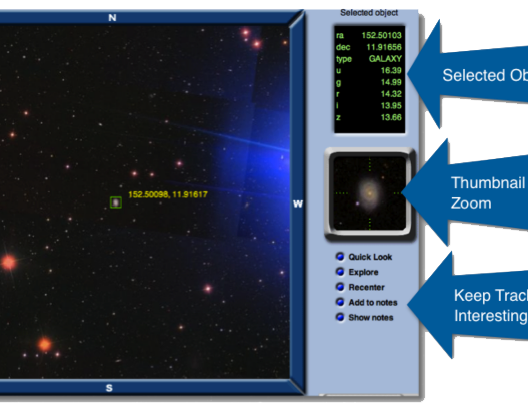 N
152.50098, 11.91617
W
S
Selected object
ra 152.50103
dec 11.91656
type GALAXY
u 16.39
g 14.99
r 14.32
i 13.95
z 13.66
Quick Look
Explore
Recenter
Add to notes
Show notes
Selected
Thumbnail
Zoom
Keep
Interesting